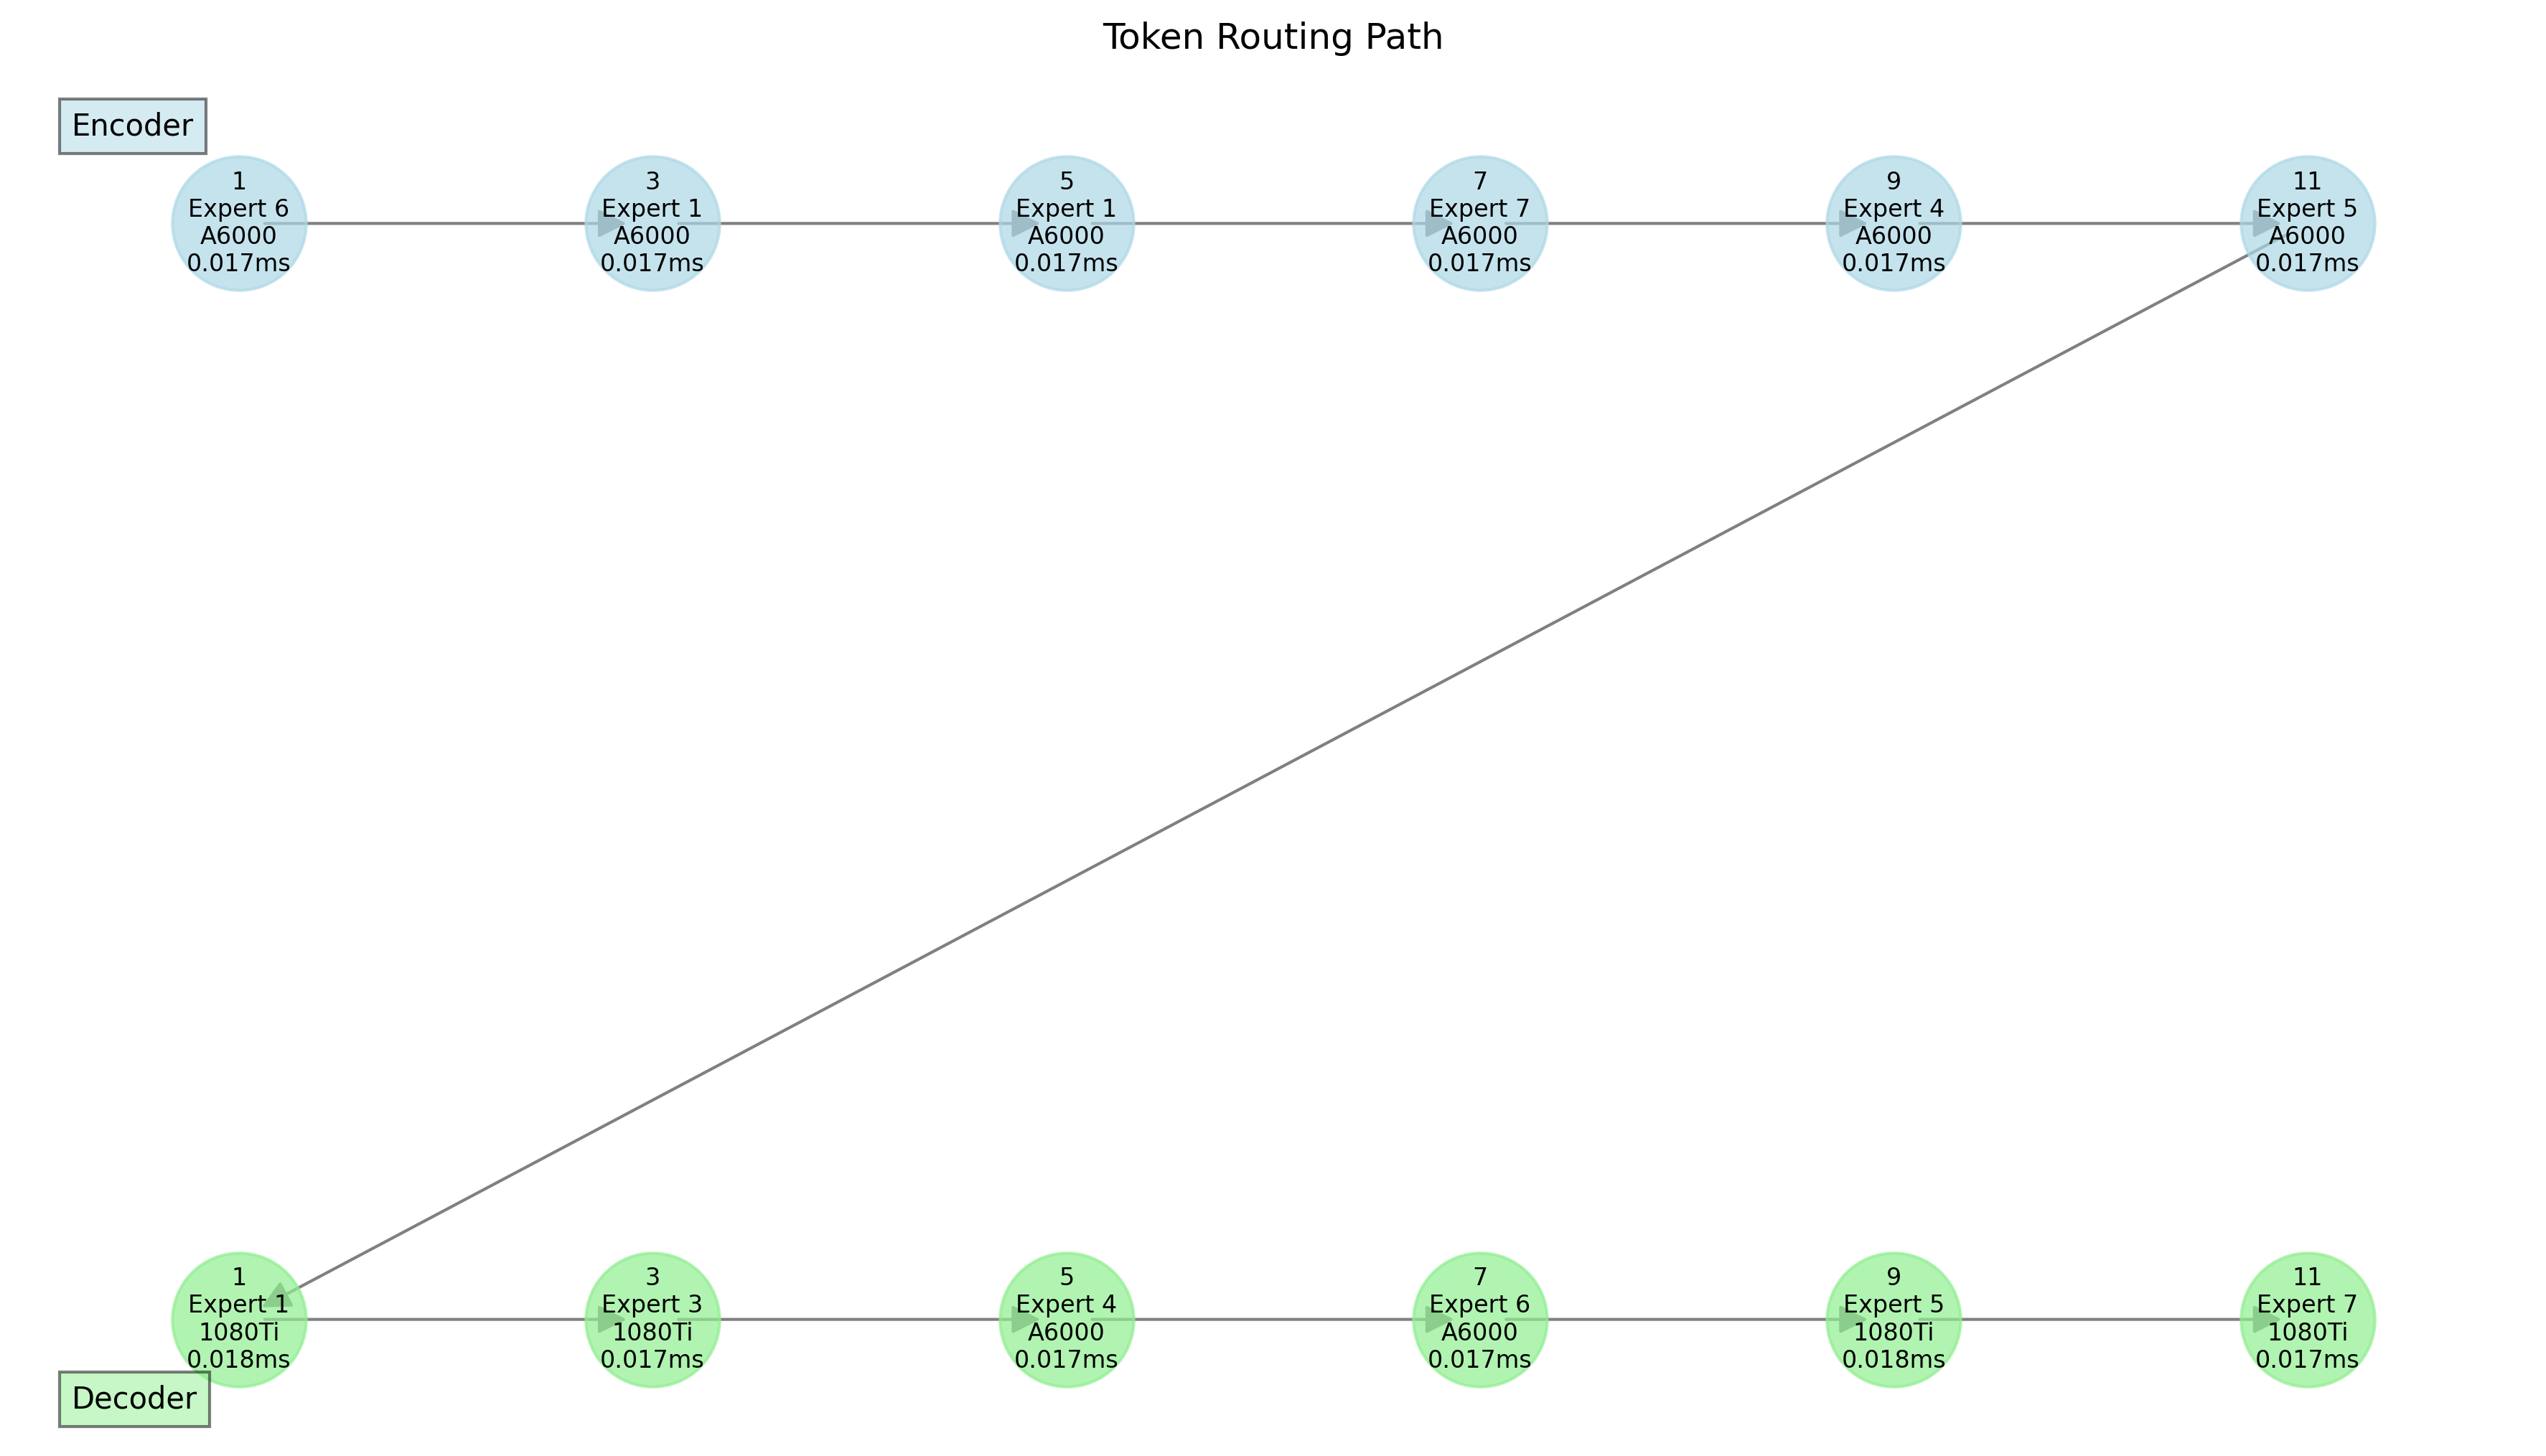 Token Routing Path
Encoder
1
Expert 6
A6000
0.017ms
3
Expert 1
A6000
0.017ms
5
Expert 1
A6000
0.017ms
7
Expert 7
A6000
0.017ms
9
Expert 4
A6000
0.017ms
11
Expert 5
A6000
0.017ms
1
Expert 1
1080Ti
0.018ms
3
Expert 3
1080Ti
0.017ms
5
Expert 4
A6000
0.017ms
7
Expert 6
A6000
0.017ms
9
Expert 5
1080Ti
0.018ms
11
Expert 7
1080Ti
0.017ms
Decoder